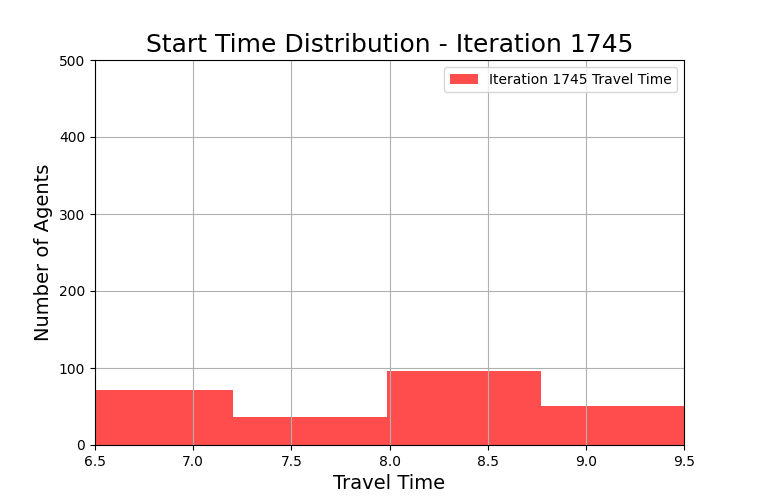 Start Time Distribution - Iteration 1745
Iteration 1745 Travel Time
Number of Agents
500
400
300
200
100
0
6.5 7.0 7.5 8.0 8.5 9.0 9.5
Travel Time